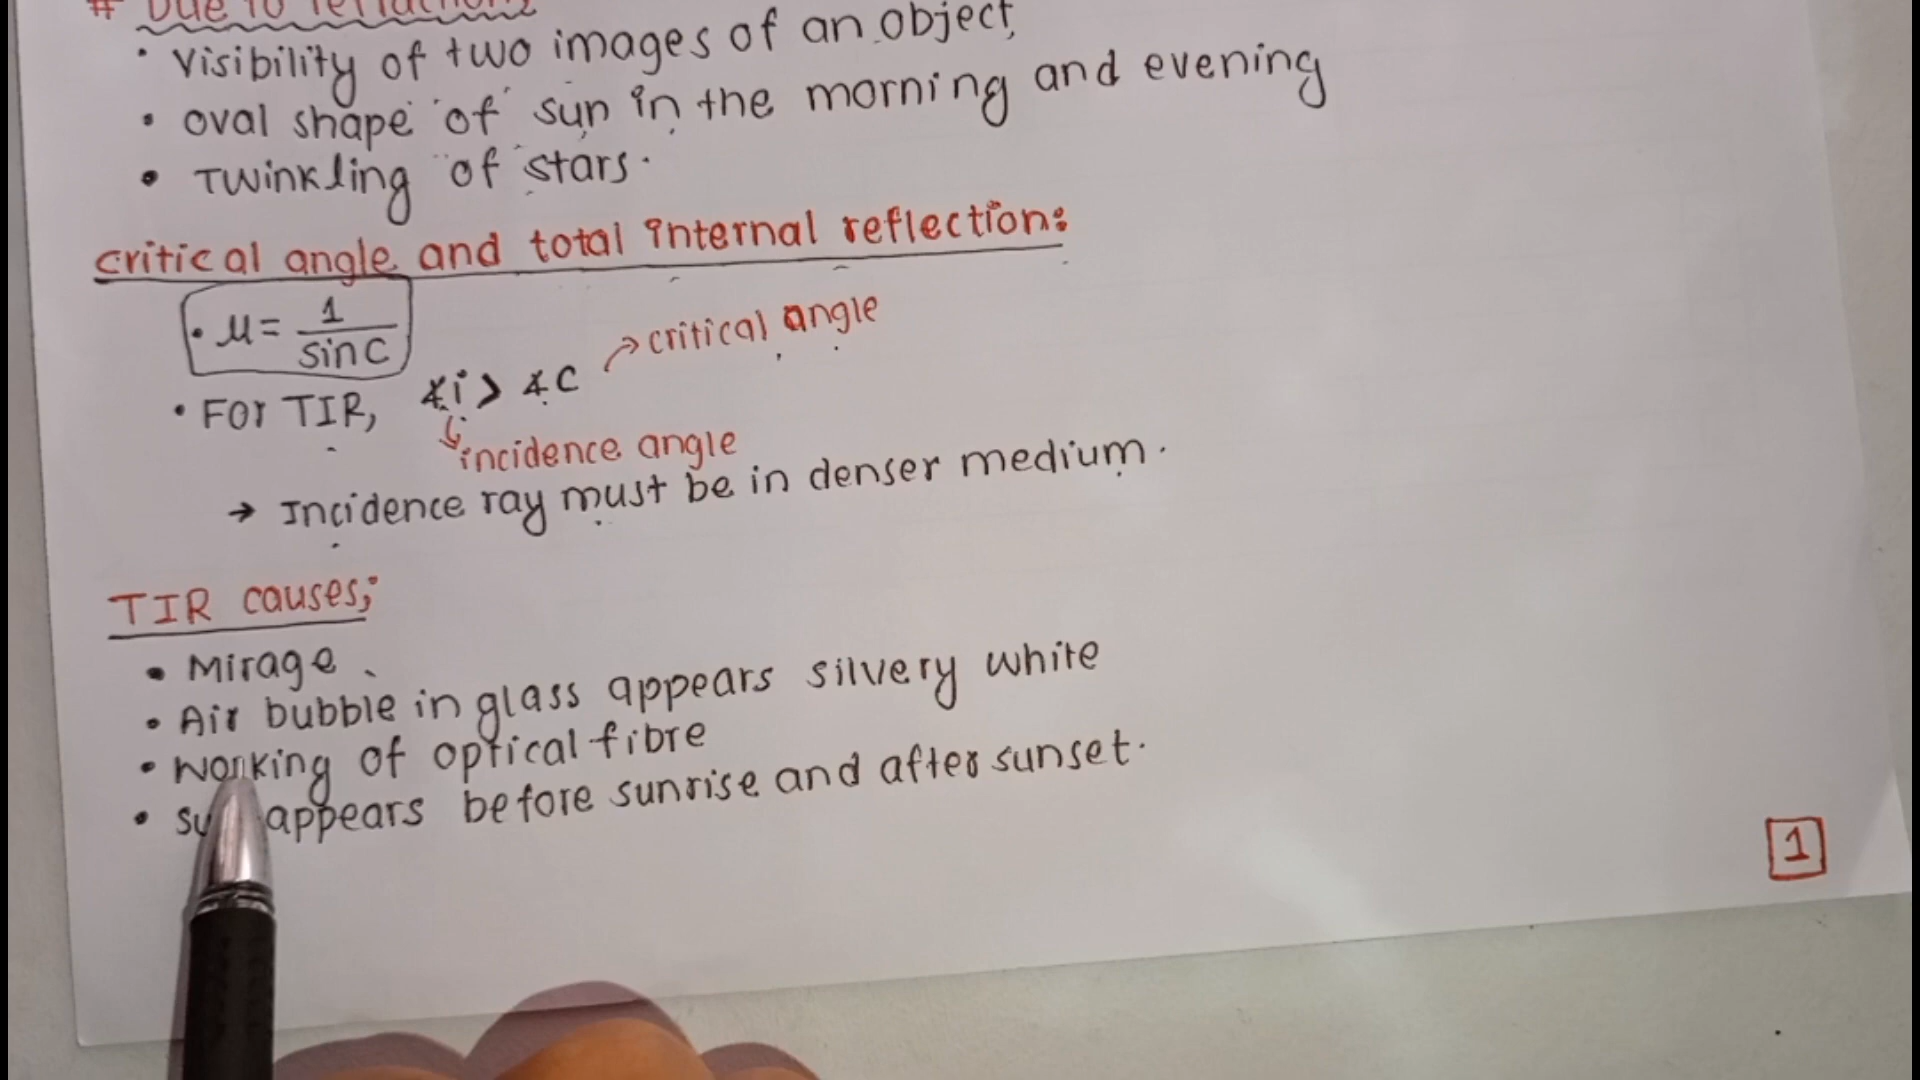 # Due to refraction;
• Visibility of two images of an object
• Oval shape of sun in the morning and evening
• Twinkling of stars.
Critical angle and total internal reflection:
• μ = 1/sinC
→ critical angle
• For TIR, ∡i > ∡C
↳ incidence angle
→ Incidence ray must be in denser medium.
TIR causes;
• Mirage
• Air bubble in glass appears silvery white
• Working of optical fibre
• appears before sunrise and after sunset.
1